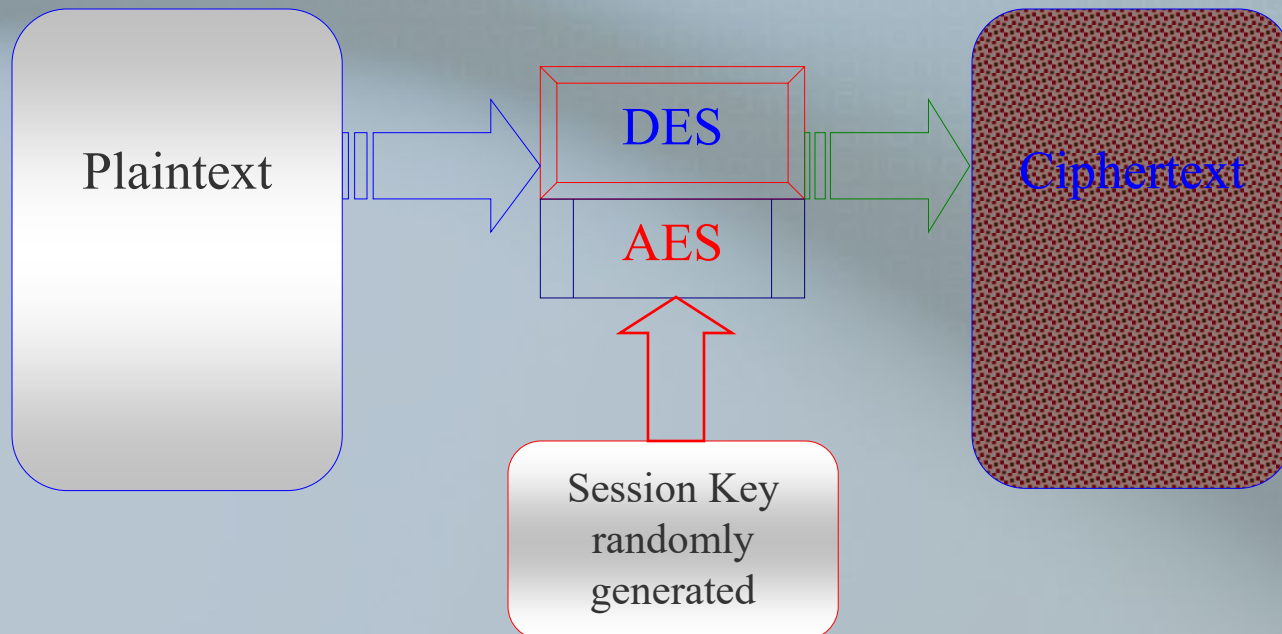 Plaintext
DES
AES
Ciphertext
Session Key
randomly
generated